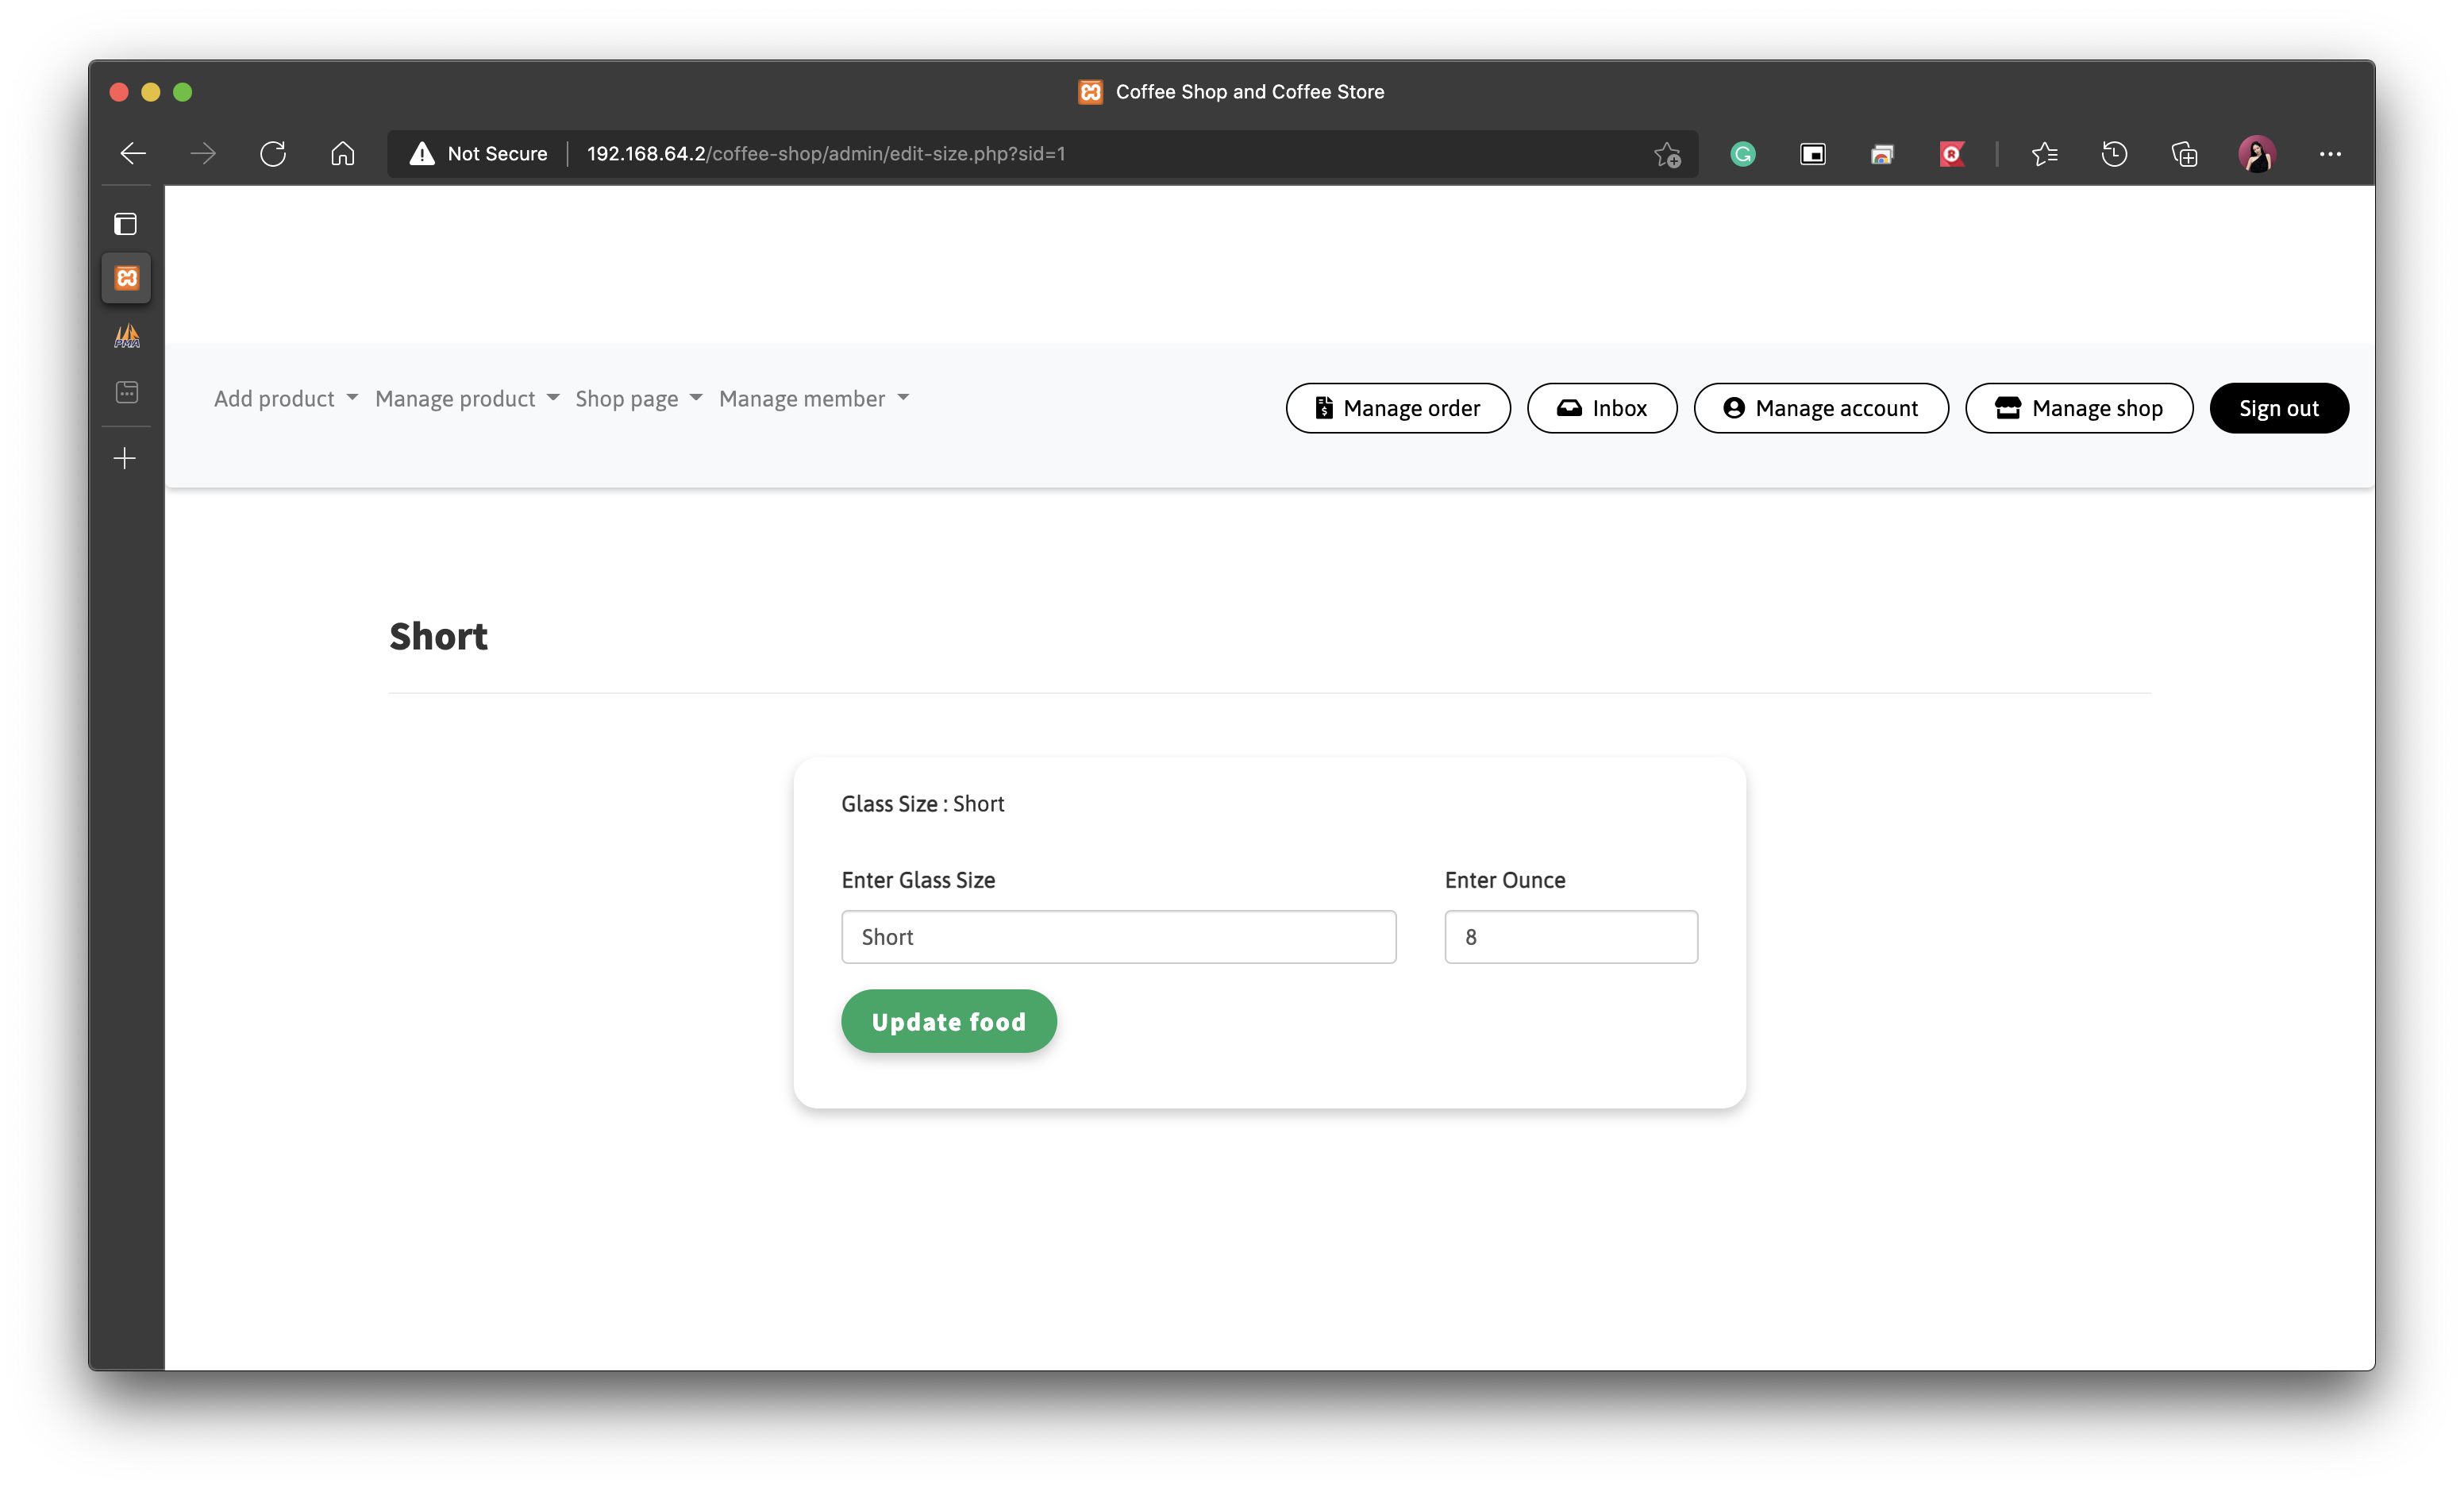 Coffee Shop and Coffee Store
Not Secure 192.168.64.2/coffee-shop/admin/edit-size.php?sid=1
PMA
Add product Manage product Shop page Manage member Manage order Inbox Manage account Manage shop Sign out
Short
Glass Size : Short
Enter Glass Size Enter Ounce
Short 8
Update food